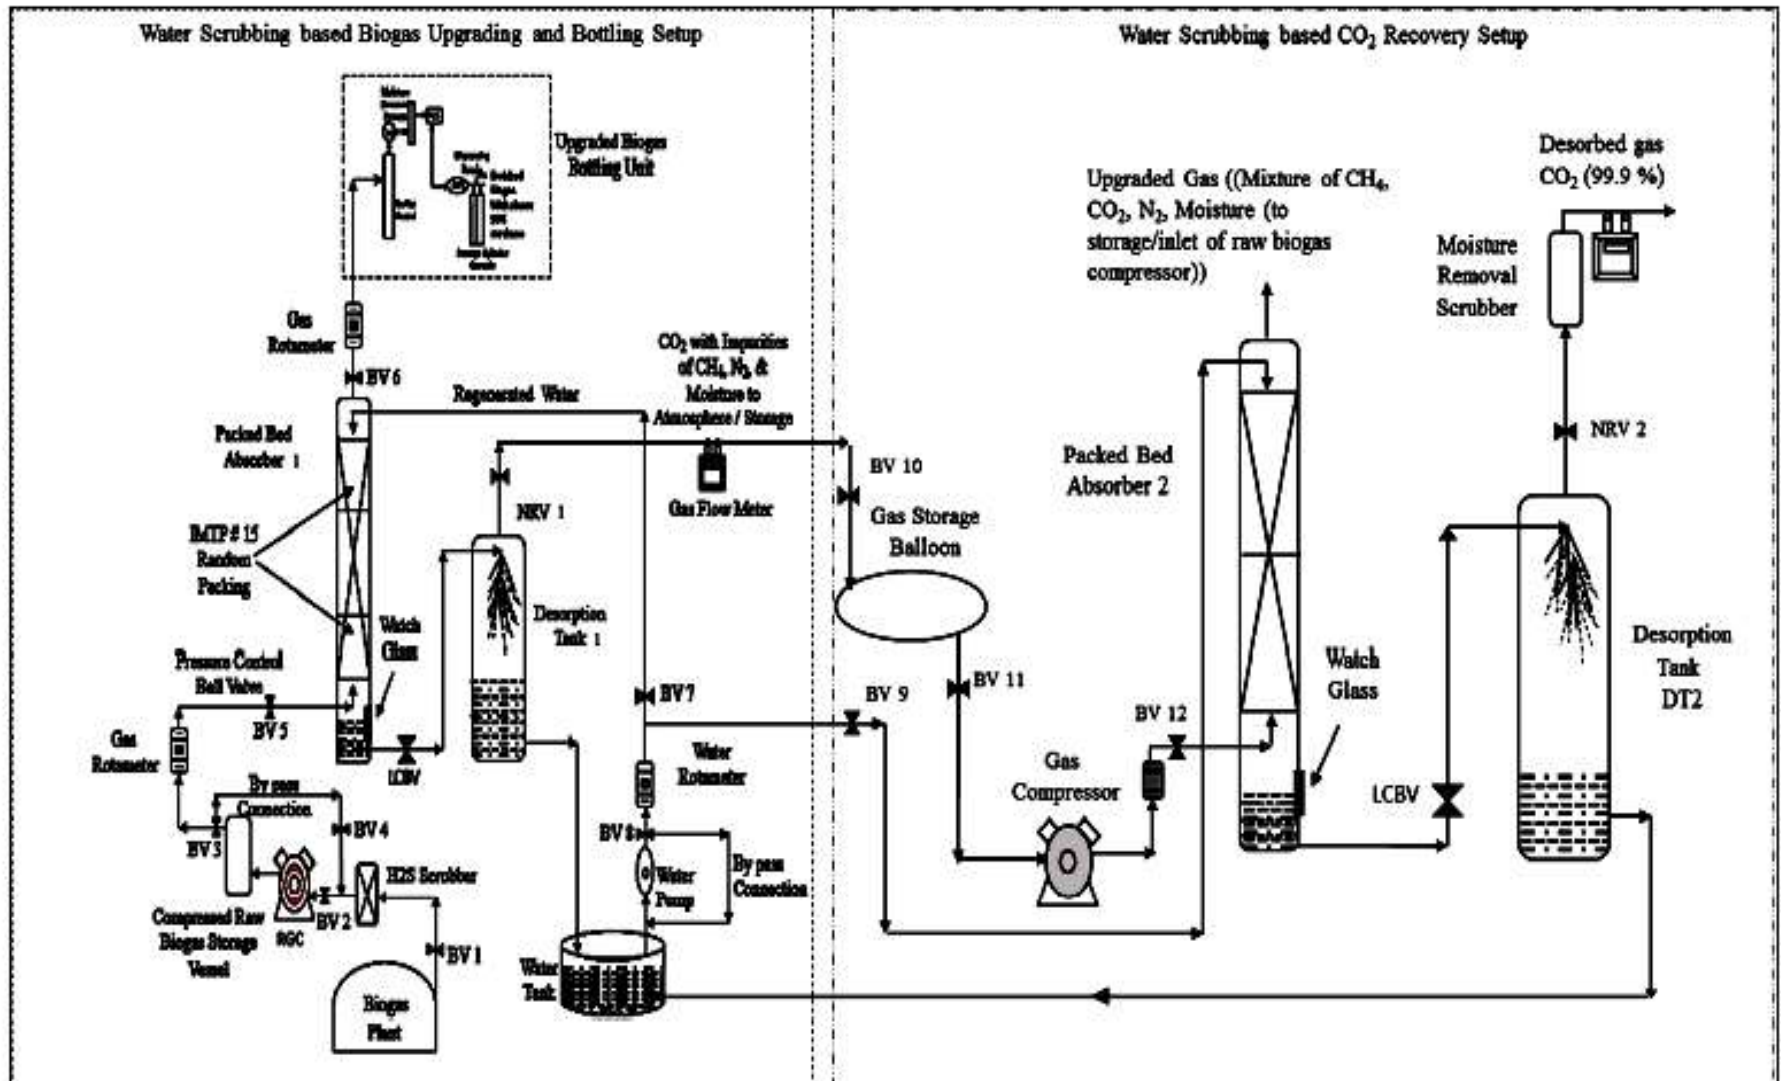 Water Scrubbing based Biogas Upgrading and Bottling Setup
Water Scrubbing based CO₂ Recovery Setup
Upgraded Biogas
Bottling Unit
Gas
Rotameter
BV 6
Regenerated Water
CO₂ with Impacities
of CH₄, N₂, &
Moisture to
Atmosphere / Storage
Packed Bed
Absorber 1
NRV 1
Gas Flow Meter
IMTP # 15
Random
Packing
Watch
Glass
Desorption
Tank 1
Pressure Control
Ball Valve
BV 5
Gas
Rotameter
LCBV
BV 7
Water
Rotameter
By pass
Connection
BV 3
BV 4
BV 8
Water
Pump
By pass
Connection
H2S Scrubber
BV 2
RGC
Compressed Raw
Biogas Storage
Vessel
BV 1
Water
Tank
Biogas
Plant
Desorbed gas
CO₂ (99.9 %)
Upgraded Gas ((Mixture of CH₄,
CO₂, N₂, Moisture (to
storage/inlet of raw biogas
compressor))
Moisture
Removal
Scrubber
NRV 2
BV 10
Gas Storage
Balloon
Packed Bed
Absorber 2
BV 9
BV 11
BV 12
Watch
Glass
Desorption
Tank
DT2
Gas
Compressor
LCBV